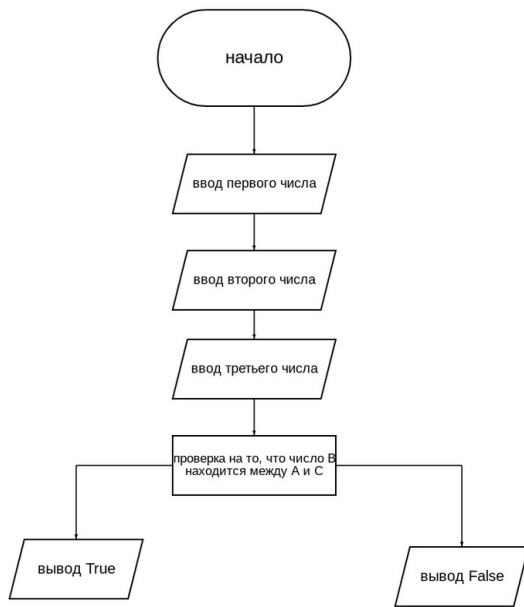 начало
ввод первого числа
ввод второго числа
ввод третьего числа
проверка на то, что число B
находится между A и C
вывод True
вывод False